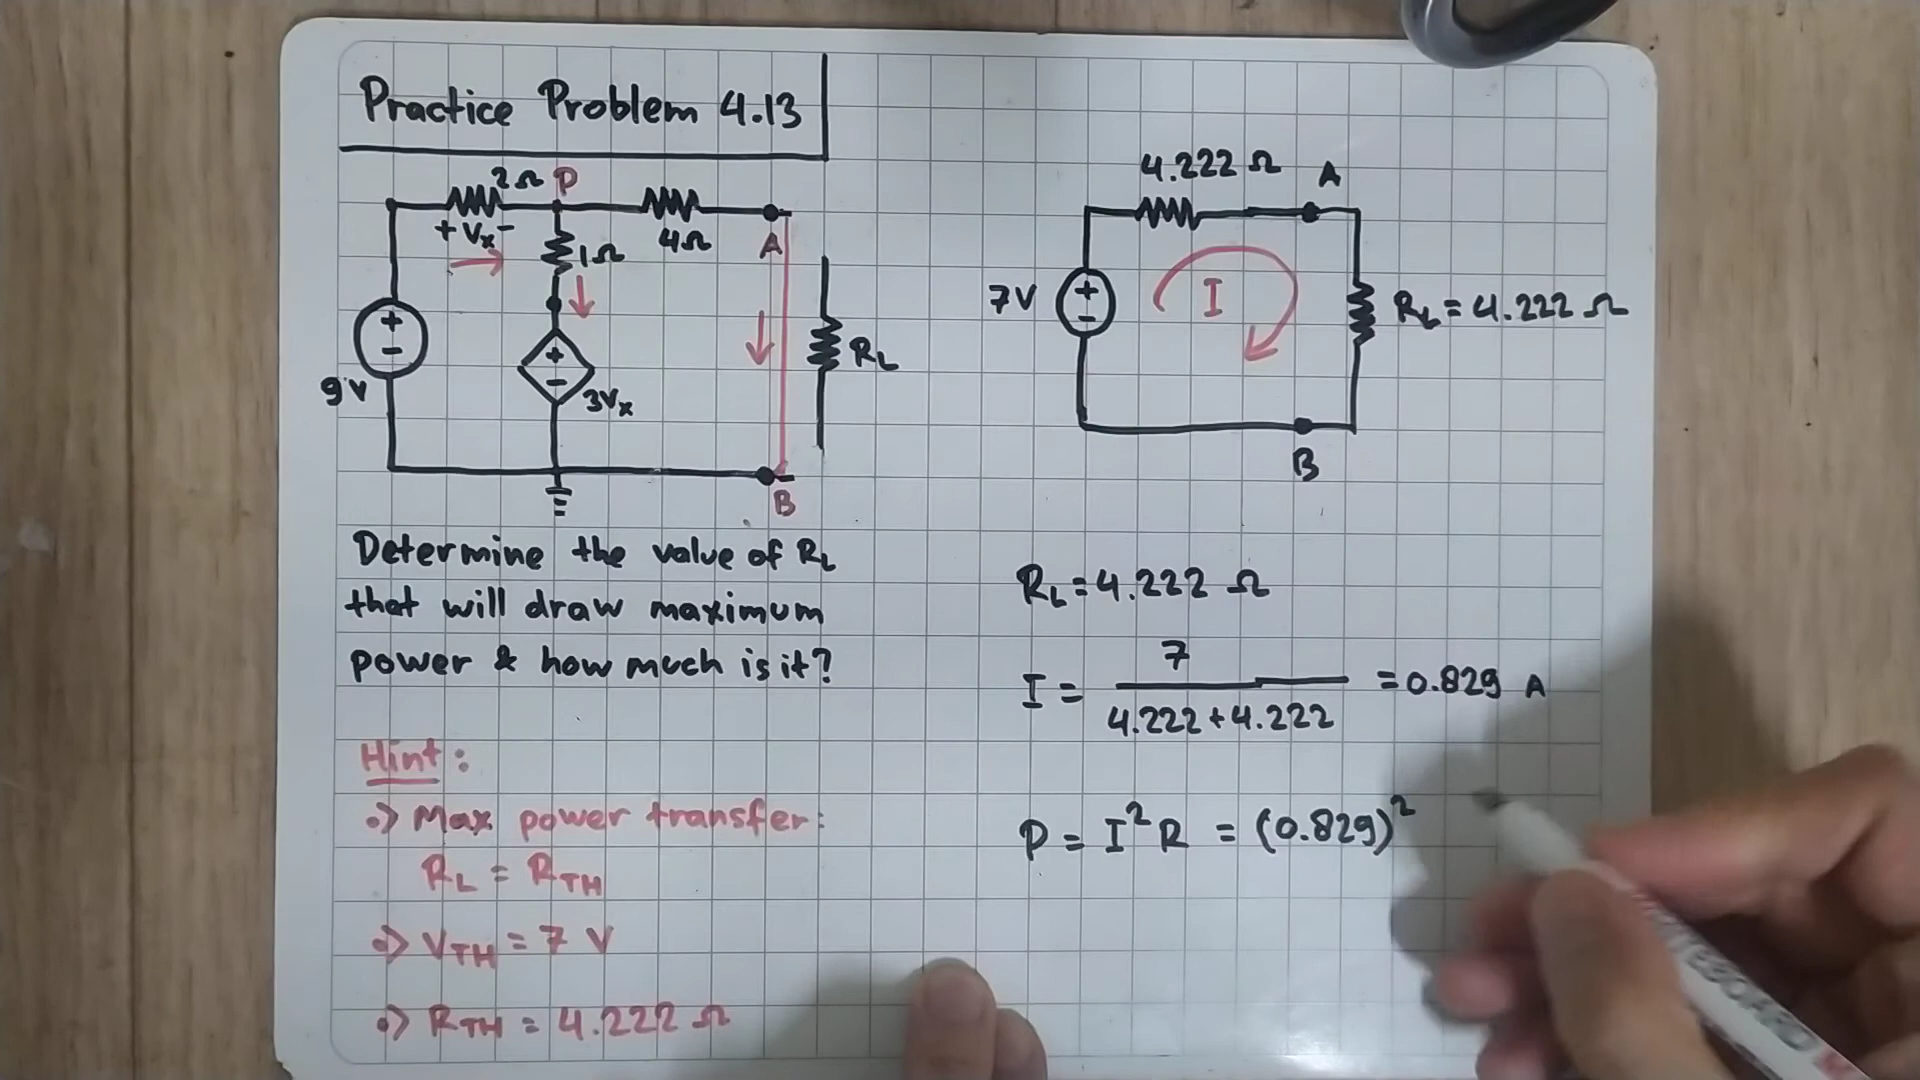 Practice Problem 4.13
2Ω P
+ Vx -
1Ω
4Ω
A
9V
3Vx
RL
B
Determine the value of RL
that will draw maximum
power & how much is it?
Hint:
•> Max power transfer:
RL = RTH
•> VTH = 7 V
•> RTH = 4.222 Ω
4.222 Ω A
7V
I
RL = 4.222 Ω
B
RL = 4.222 Ω
I = 7 / 4.222 + 4.222 = 0.829 A
P = I²R = (0.829)²